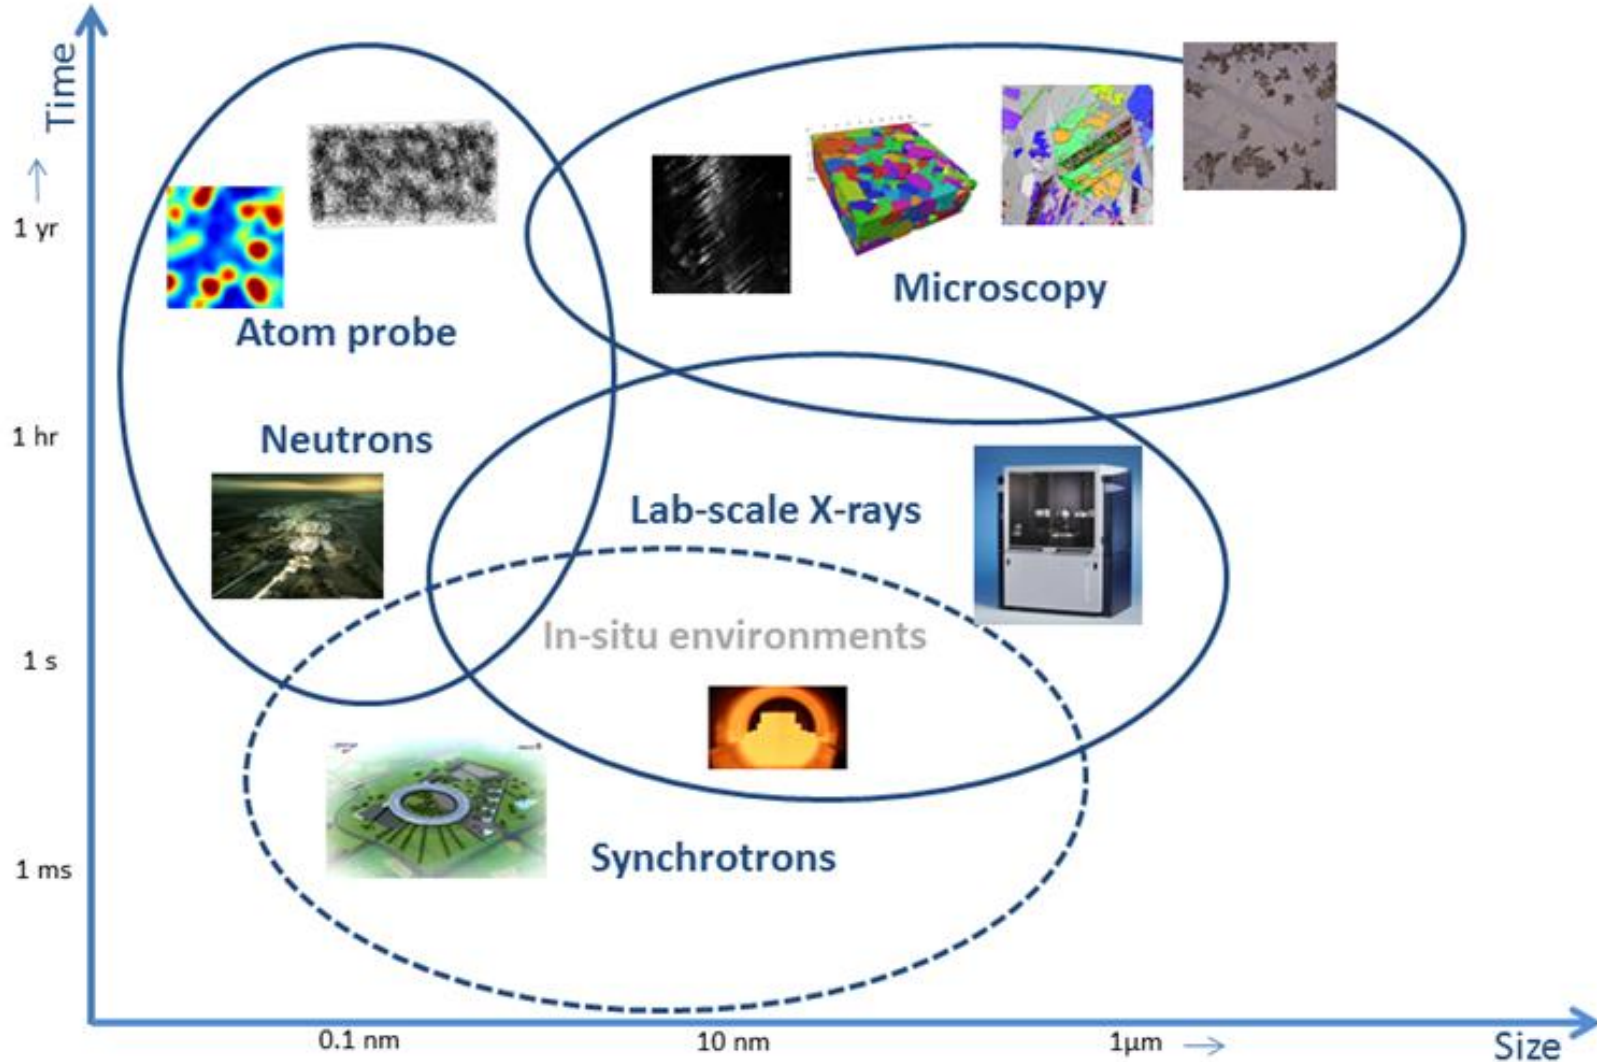 Time
1 yr
1 hr
1 s
1 ms
Atom probe
Neutrons
Microscopy
Lab-scale X-rays
In-situ environments
Synchrotrons
0.1 nm
10 nm
1µm
Size